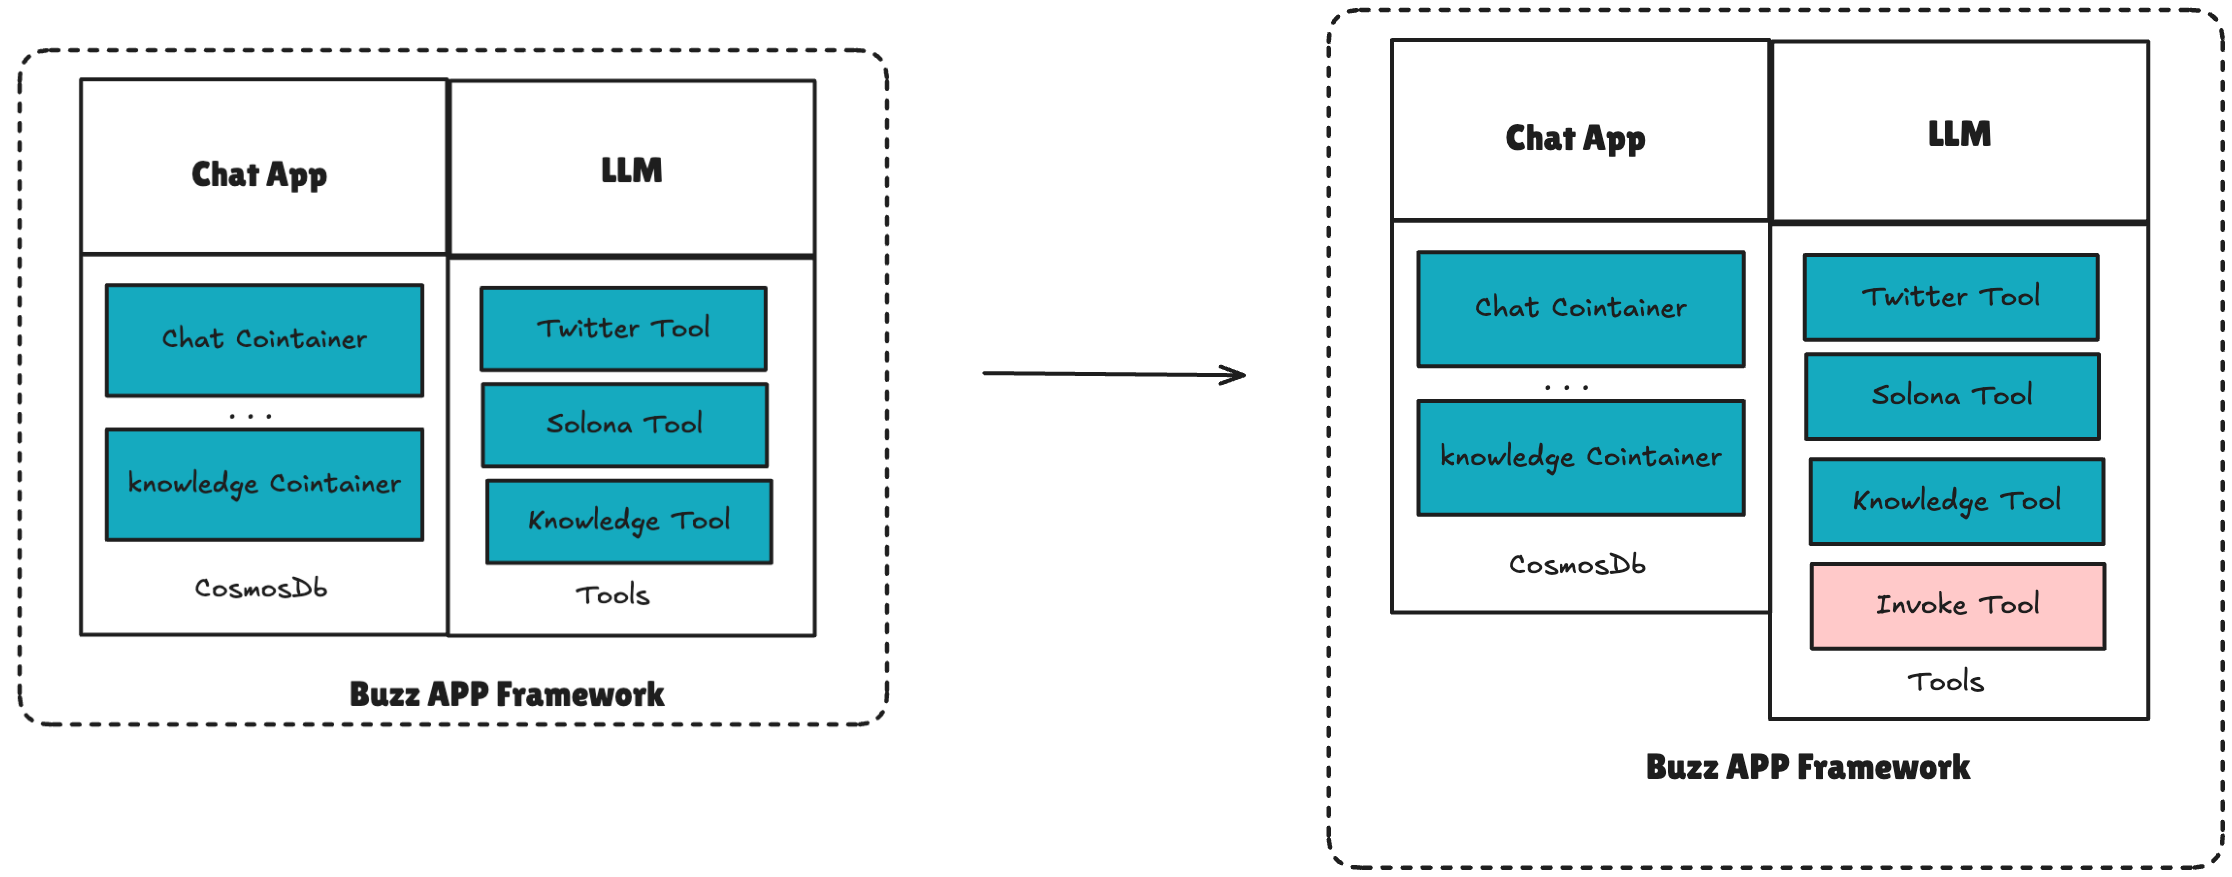 Chat App
LLM
Chat Cointainer
. . .
knowledge Cointainer
CosmosDb
Twitter Tool
Solona Tool
Knowledge Tool
Tools
Buzz APP Framework
Chat App
LLM
Chat Cointainer
. . .
knowledge Cointainer
CosmosDb
Twitter Tool
Solona Tool
Knowledge Tool
Invoke Tool
Tools
Buzz APP Framework